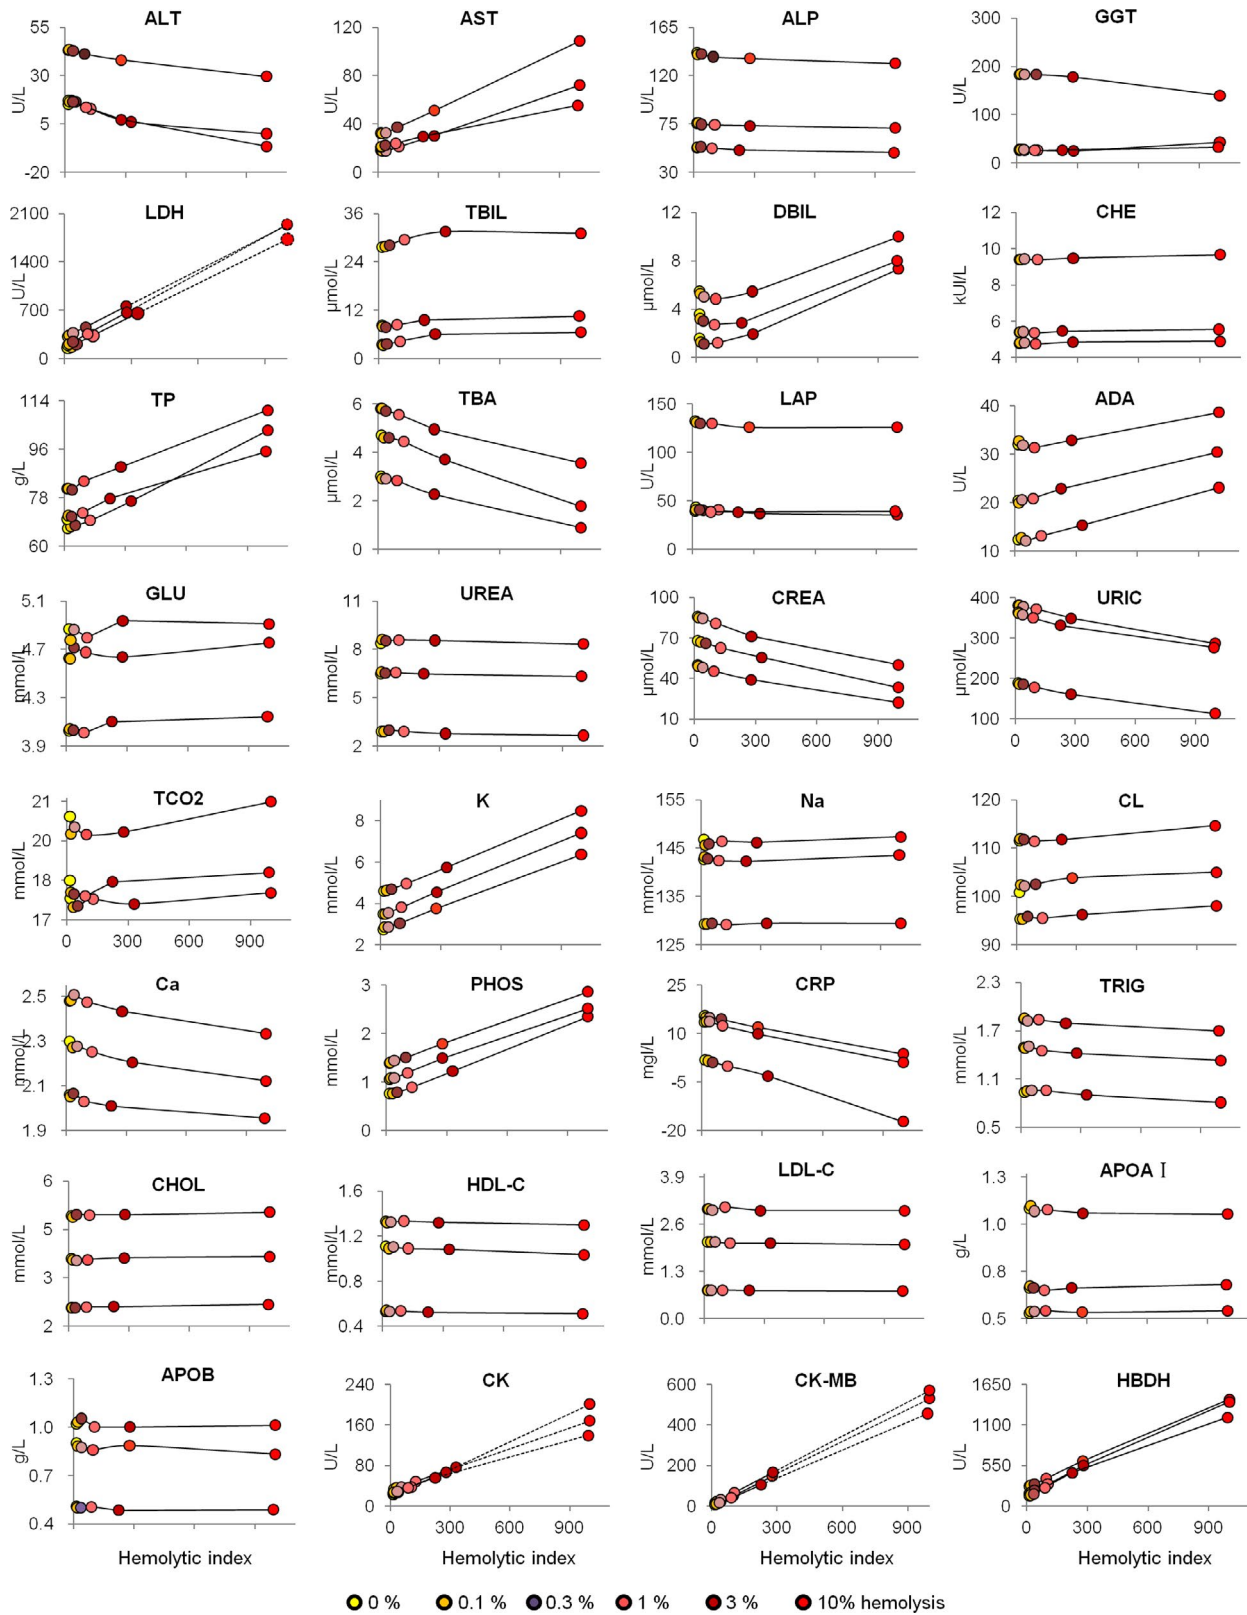 ALT AST ALP GGT
55 120 165 300
30 80 120 200
5 40 75 100
-20 0 30 0
U/L U/L U/L U/L
LDH TBIL DBIL CHE
2100 36 12 12
1400 24 8 10
700 12 4 6
0 0 0 4
U/L µmol/L µmol/L kUI/L
TP TBA LAP ADA
114 6 150 40
96 4 100 30
78 2 50 20
60 0 0 10
g/L µmol/L U/L U/L
GLU UREA CREA URIC
5.1 11 100 400
4.7 8 70 300
4.3 5 40 200
3.9 2 10 100
mmol/L mmol/L µmol/L µmol/L
0 300 600 900 0 300 600 900
TCO2 K Na CL
21 8 155 120
20 6 145 110
18 4 135 100
17 2 125 90
mmol/L mmol/L mmol/L mmol/L
0 300 600 900
Ca PHOS CRP TRIG
2.5 3 25 2.3
2.3 2 10 1.7
2.1 1 -5 1.1
1.9 0 -20 0.5
mmol/L mmol/L mgl/L mmol/L
CHOL HDL-C LDL-C APOA I
6 1.6 3.9 1.3
5 1.2 2.6 1.0
3 0.8 1.3 0.8
2 0.4 0.0 0.5
mmol/L mmol/L mmol/L g/L
APOB CK CK-MB HBDH
1.3 240 600 1650
1.0 160 400 1100
0.7 80 200 550
0.4 0 0 0
g/L U/L U/L U/L
0 300 600 900 0 300 600 900 0 300 600 900
Hemolytic index Hemolytic index Hemolytic index Hemolytic index
0 % 0.1 % 0.3 % 1 % 3 % 10% hemolysis